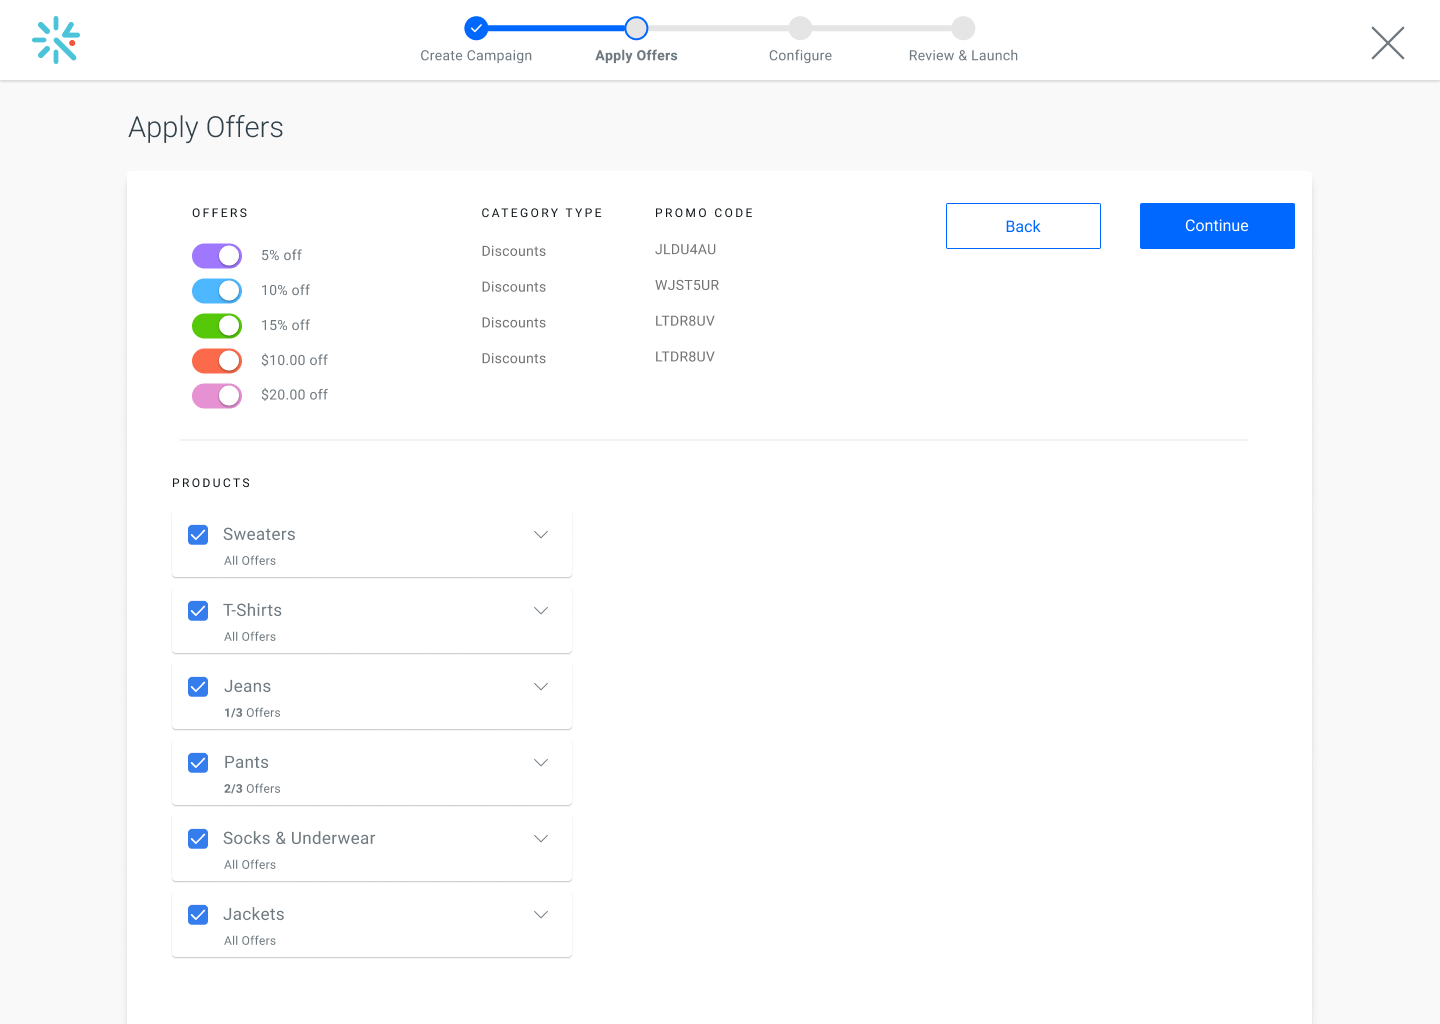 Create Campaign
Apply Offers
Configure
Review & Launch
Apply Offers
OFFERS CATEGORY TYPE PROMO CODE
Back
Continue
5% off Discounts JLDU4AU
10% off Discounts WJST5UR
15% off Discounts LTDR8UV
$10.00 off Discounts LTDR8UV
$20.00 off
PRODUCTS
Sweaters
All Offers
T-Shirts
All Offers
Jeans
1/3 Offers
Pants
2/3 Offers
Socks & Underwear
All Offers
Jackets
All Offers